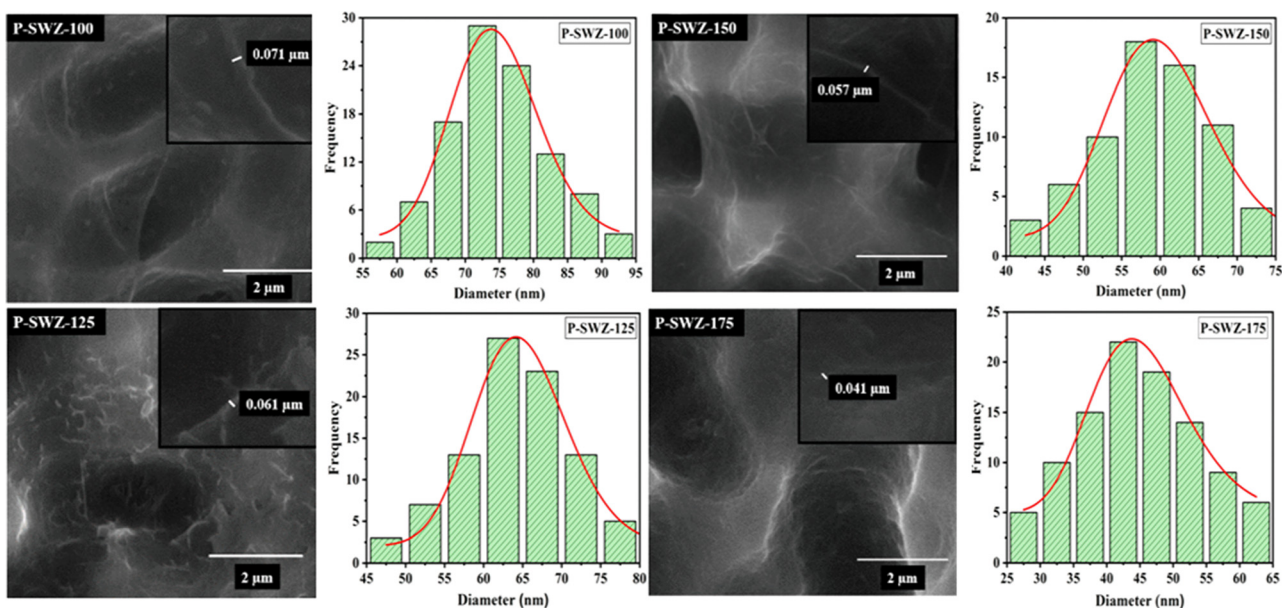 P-SWZ-100
0.071 µm
2 µm
30
24
18
12
6
0
Frequency
P-SWZ-100
55 60 65 70 75 80 85 90 95
Diameter (nm)
P-SWZ-150
0.057 µm
2 µm
20
15
10
5
0
Frequency
P-SWZ-150
40 45 50 55 60 65 70 75
Diameter (nm)
P-SWZ-125
0.061 µm
2 µm
30
25
20
15
10
5
0
Frequency
P-SWZ-125
45 50 55 60 65 70 75 80
Diameter (nm)
P-SWZ-175
0.041 µm
2 µm
25
20
15
10
5
0
Frequency
P-SWZ-175
25 30 35 40 45 50 55 60 65
Diameter (nm)